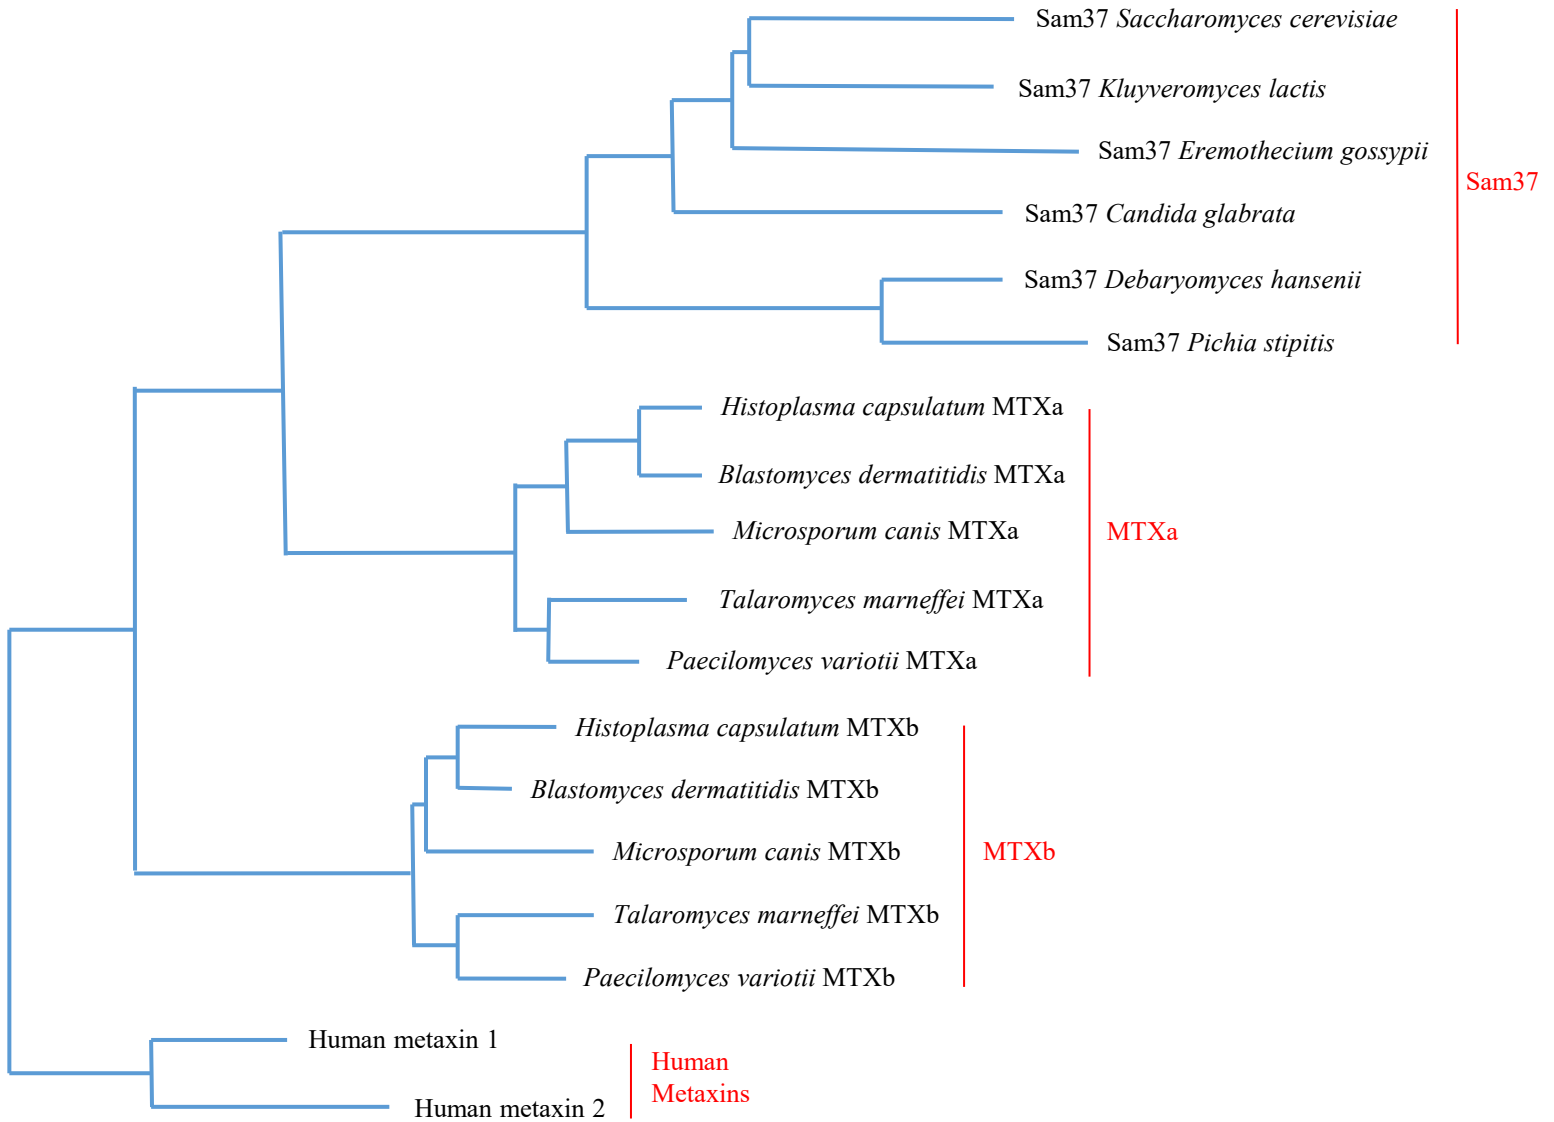 Sam37 Saccharomyces cerevisiae
Sam37 Kluyveromyces lactis
Sam37 Eremothecium gossypii
Sam37
Sam37 Candida glabrata
Sam37 Debaryomyces hansenii
Sam37 Pichia stipitis
Histoplasma capsulatum MTXa
Blastomyces dermatitidis MTXa
Microsporum canis MTXa
MTXa
Talaromyces marneffei MTXa
Paecilomyces variotii MTXa
Histoplasma capsulatum MTXb
Blastomyces dermatitidis MTXb
Microsporum canis MTXb
MTXb
Talaromyces marneffei MTXb
Paecilomyces variotii MTXb
Human metaxin 1
Human
Metaxins
Human metaxin 2